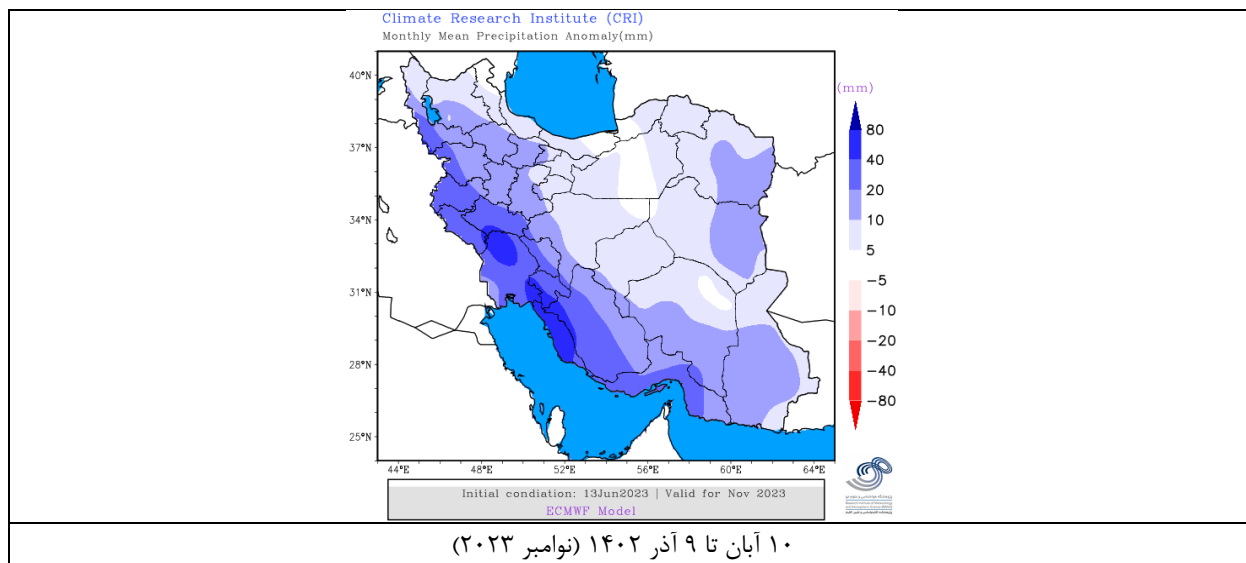 Climate Research Institute (CRI)
Monthly Mean Precipitation Anomaly(mm)
40°N
37°N
34°N
31°N
28°N
25°N
44°E 48°E 52°E 56°E 60°E 64°E
(mm)
80
40
20
10
5
−5
−10
−20
−40
−80
Initial condiation: 13Jun2023 | Valid for Nov 2023
ECMWF Model
۱۰ آبان تا ۹ آذر ۱۴۰۲ (نوامبر ۲۰۲۳)